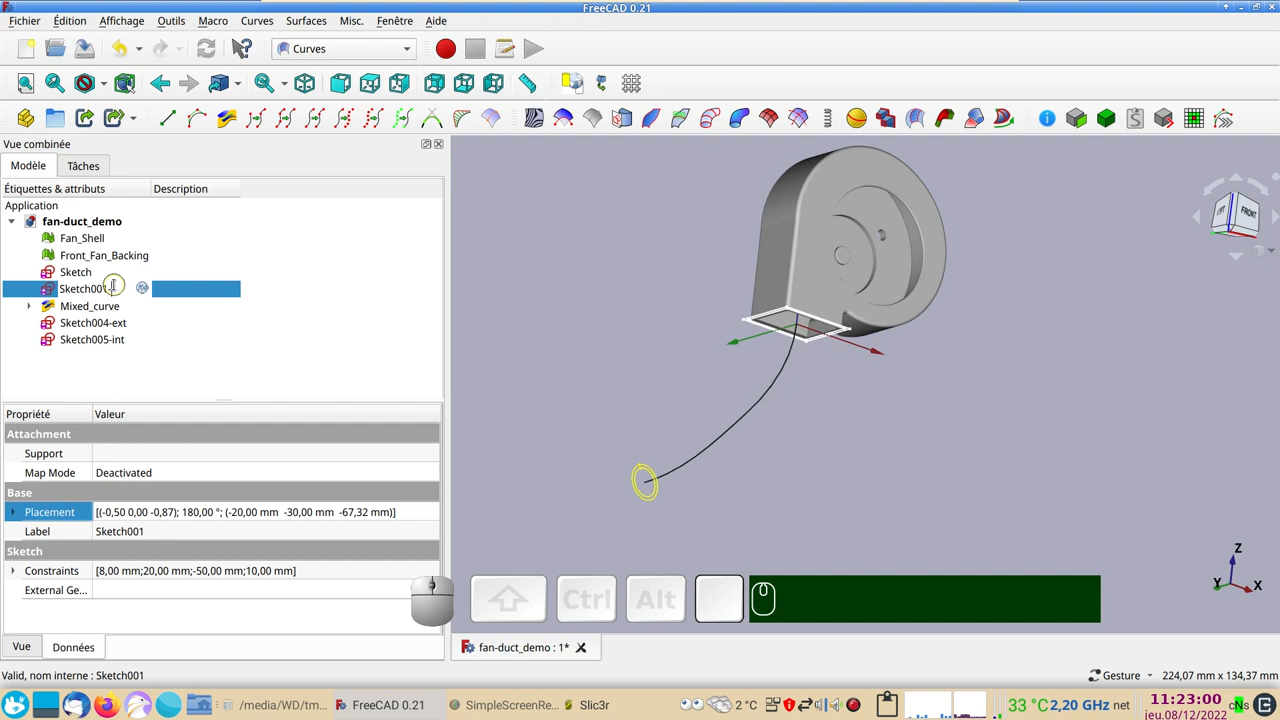 FreeCAD 0.21
Fichier Édition Affichage Outils Macro Curves Surfaces Misc. Fenêtre Aide
Curves
Vue combinée
Modèle Tâches
Étiquettes & attributs Description
Application
fan-duct_demo
Fan_Shell
Front_Fan_Backing
Sketch
Sketch001-
Mixed_curve
Sketch004-ext
Sketch005-int
LEFT FRONT
Propriété Valeur
Attachment
Support
Map Mode Deactivated
Base
Placement [(-0,50 0,00 -0,87); 180,00 °; (-20,00 mm -30,00 mm -67,32 mm)]
Label Sketch001
Sketch
Constraints [8,00 mm;20,00 mm;-50,00 mm;10,00 mm]
External Ge...
Z
Y X
Ctrl Alt
Vue Données
fan-duct_demo : 1*
Valid, nom interne : Sketch001
Gesture 224,07 mm x 134,37 mm
/media/WD/tm...
FreeCAD 0.21
SimpleScreenRe...
Slic3r
2 °C
33 °C 2,20 GHz net
11:23:00
jeu.08/12/2022
cNs